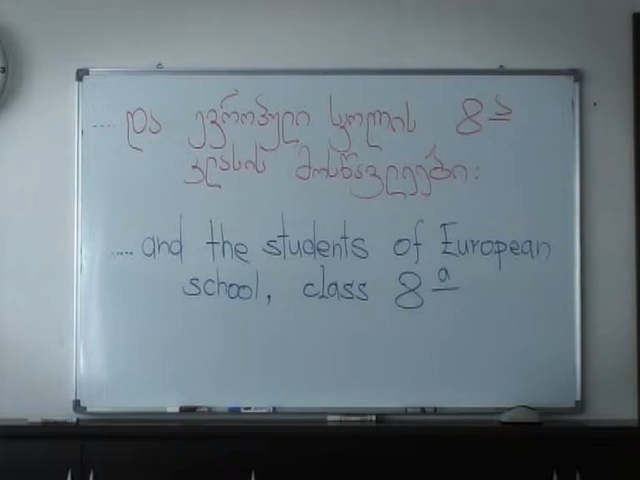 .... და ევროპული სკოლის 8ა
კლასის მოსწავლეები:
..... and the students of European
school, class 8a